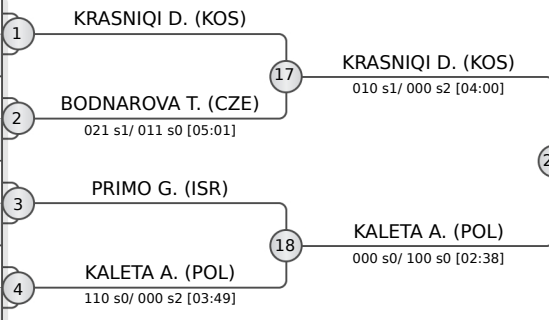 KRASNIQI D. (KOS)
1
17
KRASNIQI D. (KOS)
010 s1/ 000 s2 [04:00]
BODNAROVA T. (CZE)
2
021 s1/ 011 s0 [05:01]
PRIMO G. (ISR)
3
18
KALETA A. (POL)
000 s0/ 100 s0 [02:38]
KALETA A. (POL)
4
110 s0/ 000 s2 [03:49]